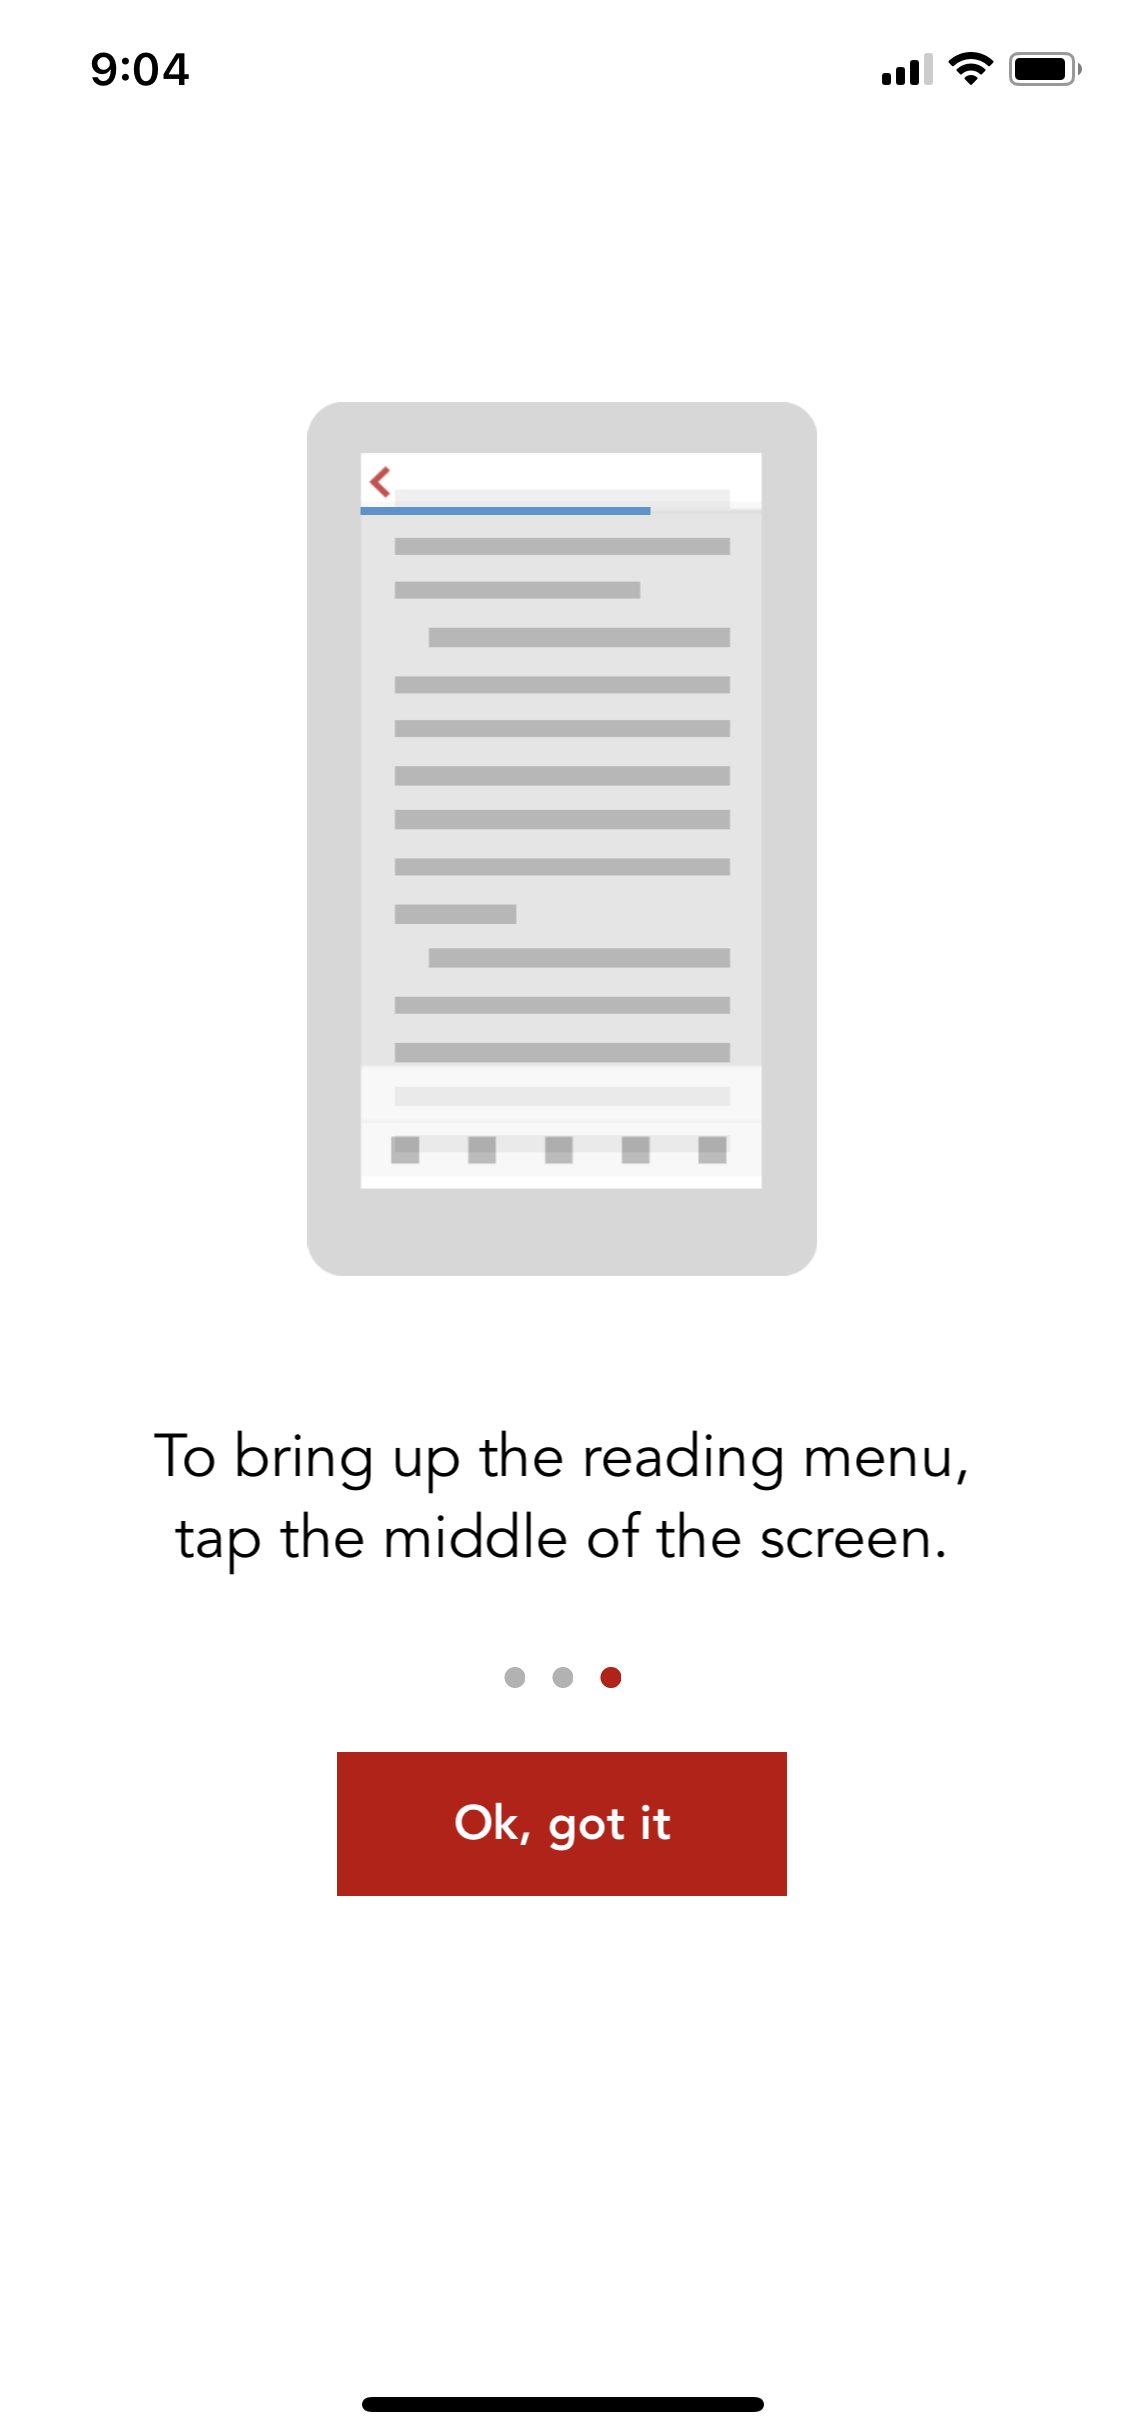 9:04
To bring up the reading menu,
tap the middle of the screen.
Ok, got it